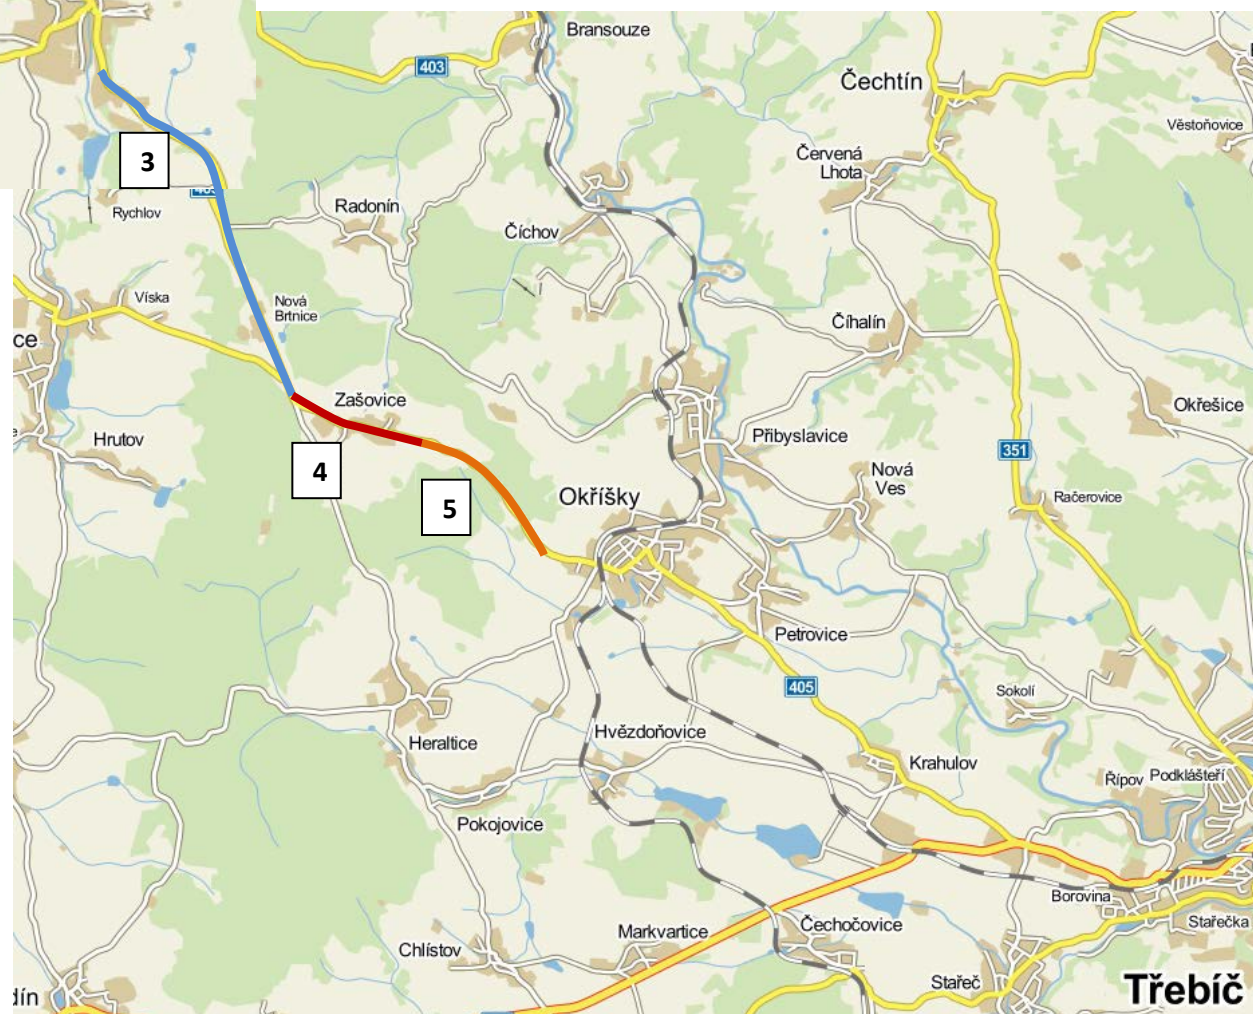 Bransouze
403
Čechtín
Věstoňovice
3
Červená
Lhota
Rychlov
Radonín
Číchov
Víska
Nová
Brtnice
Číhalín
ce
Zašovice
Okřešice
Hrutov
Přibyslavice
351
4
Nová
Ves
5
Okříšky
Račerovice
Petrovice
405
Sokolí
Heraltice
Hvězdoňovice
Krahulov
Řípov
Podklášteří
Pokojovice
Borovina
Chlístov
Markvartice
Čechočovice
Stařečka
Stařeč
Třebíč
dín